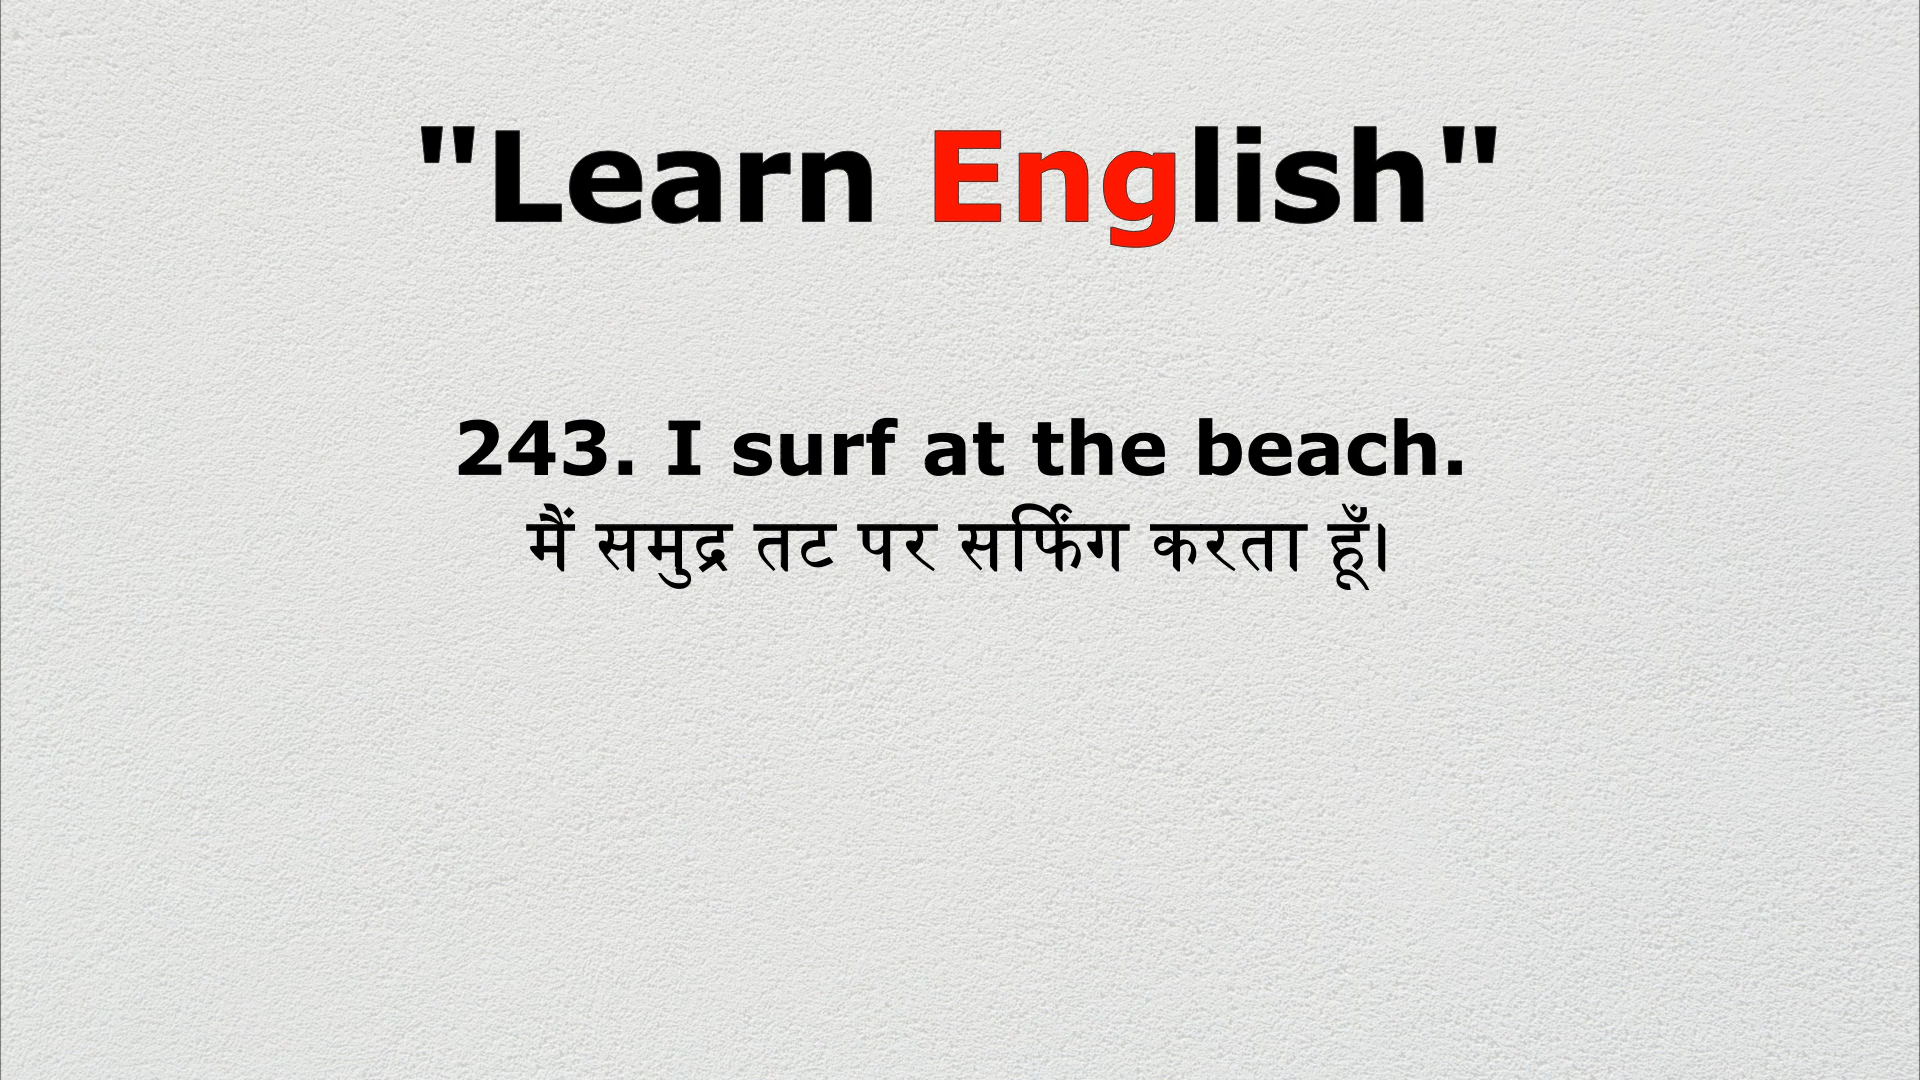 "Learn English"
243. I surf at the beach.
मैं समुद्र तट पर सर्फिंग करता हूँ।